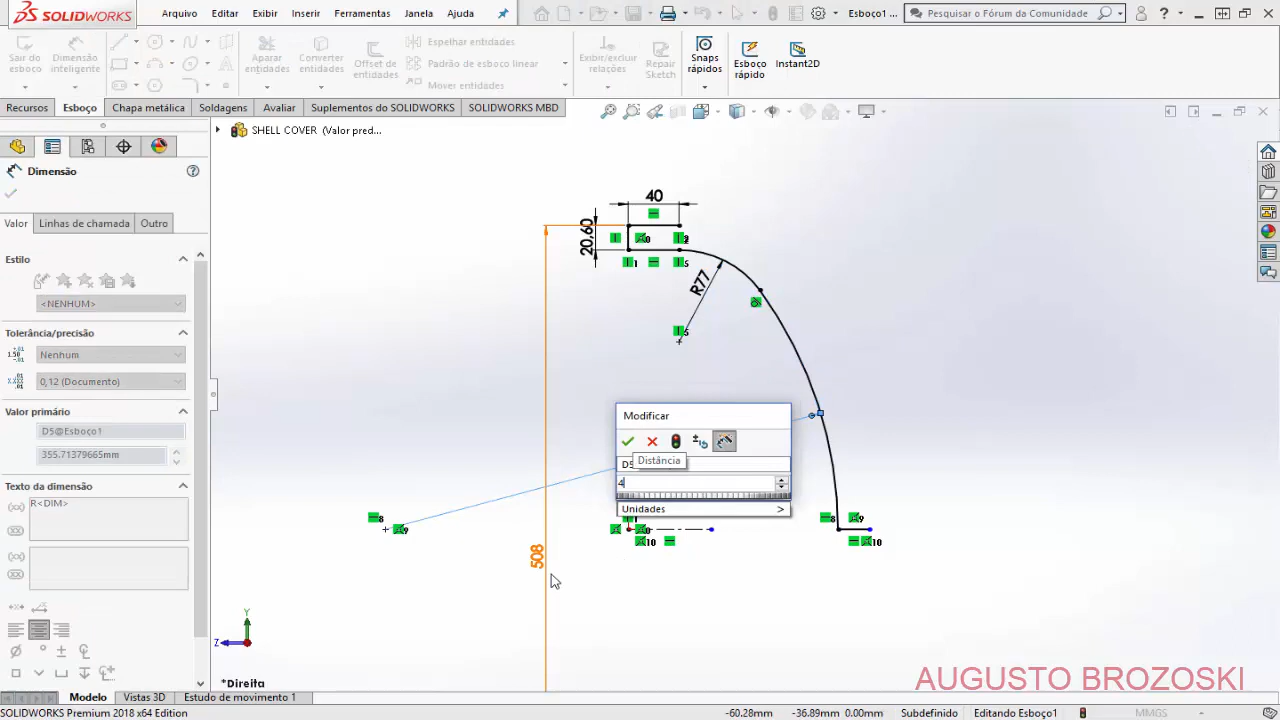 SOLIDWORKS
Arquivo Editar Exibir Inserir Ferramentas Janela Ajuda
Esboço1 ...
Pesquisar o Fórum da Comunidade
Sair do esboço
Dimensão inteligente
Aparar entidades
Converter entidades
Offset de entidades
Espelhar entidades
Padrão de esboço linear
Mover entidades
Exibir/excluir relações
Reparar Sketch
Snaps rápidos
Esboço rápido
Instant2D
Recursos Esboço Chapa metálica Soldagens Avaliar Suplementos do SOLIDWORKS SOLIDWORKS MBD
SHELL COVER (Valor pred...
Dimensão
Valor Linhas de chamada Outro
Estilo
<NENHUM>
Tolerância/precisão
Nenhum
0,12 (Documento)
Valor primário
D5@Esboço1
355.71379665mm
Texto da dimensão
R<DIM>
40
20,60
R77
508
Modificar
Distância
4
Unidades >
Y
Z
*Direita
AUGUSTO BROZOSKI
Modelo Vistas 3D Estudo de movimento 1
SOLIDWORKS Premium 2018 x64 Edition
-60.28mm -36.89mm 0.00mm Subdefinido Editando Esboço1 MMGS